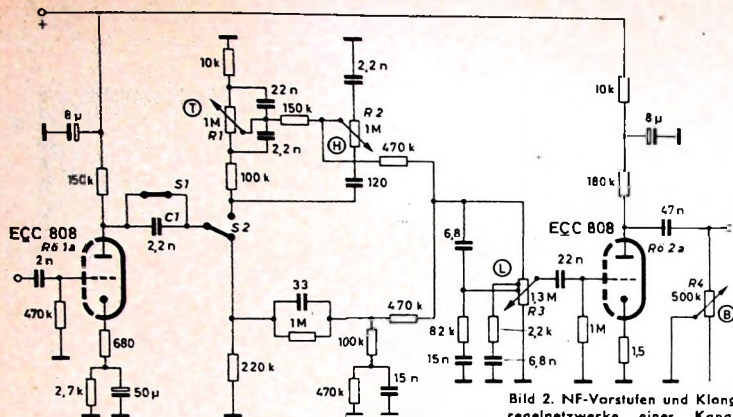 +
10k
8µ
150k
S1
C1
2,2n
ECC 808
Rö 1a
2n
470k
680
2,7k
50µ
S2
T
1M
R1
22n
2,2n
100k
150k
2,2n
R2
1M
H
120
470k
33
1M
220k
470k
100k
470k
15n
6,8
L
82k
15n
1,3M
R3
2,2k
6,8n
22n
1M
10k
8µ
180k
47n
ECC 808
Rö 2a
1,5
R4
500k
B
Bild 2. NF-Vorstufen und Klang-
regelnetzwerke einer Kana